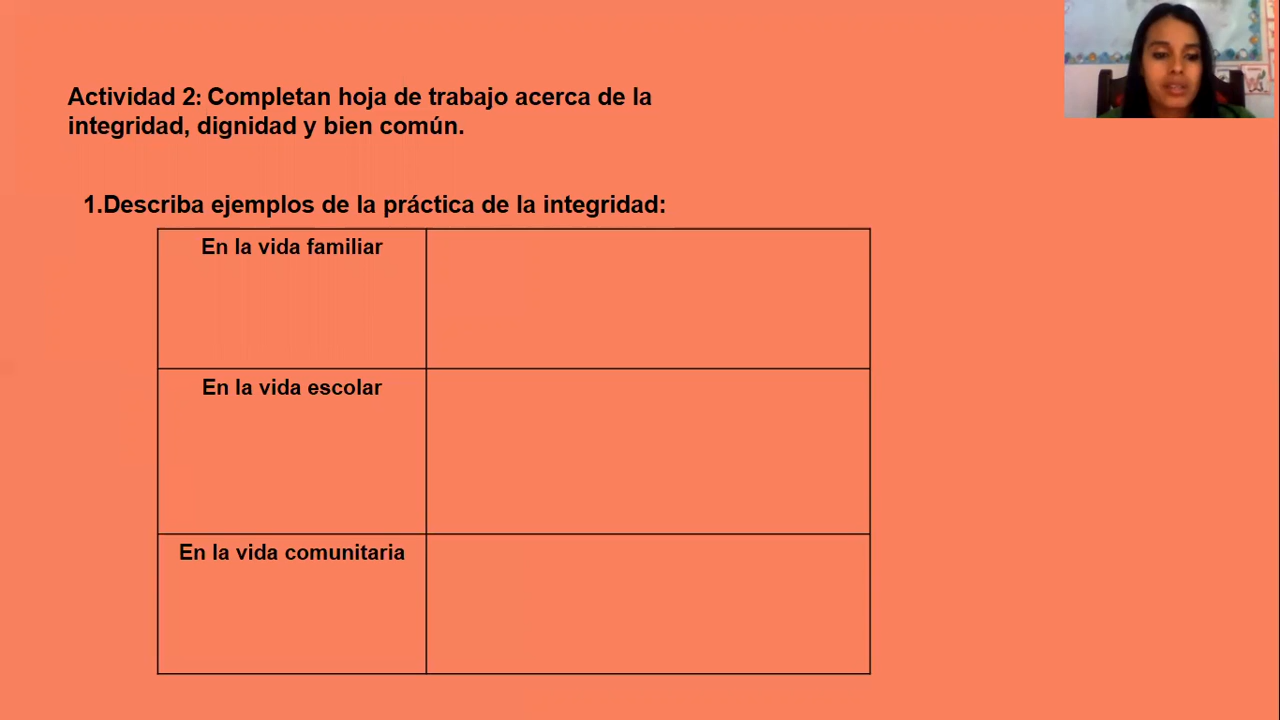 Actividad 2: Completan hoja de trabajo acerca de la
integridad, dignidad y bien común.
1.Describa ejemplos de la práctica de la integridad:
En la vida familiar
En la vida escolar
En la vida comunitaria